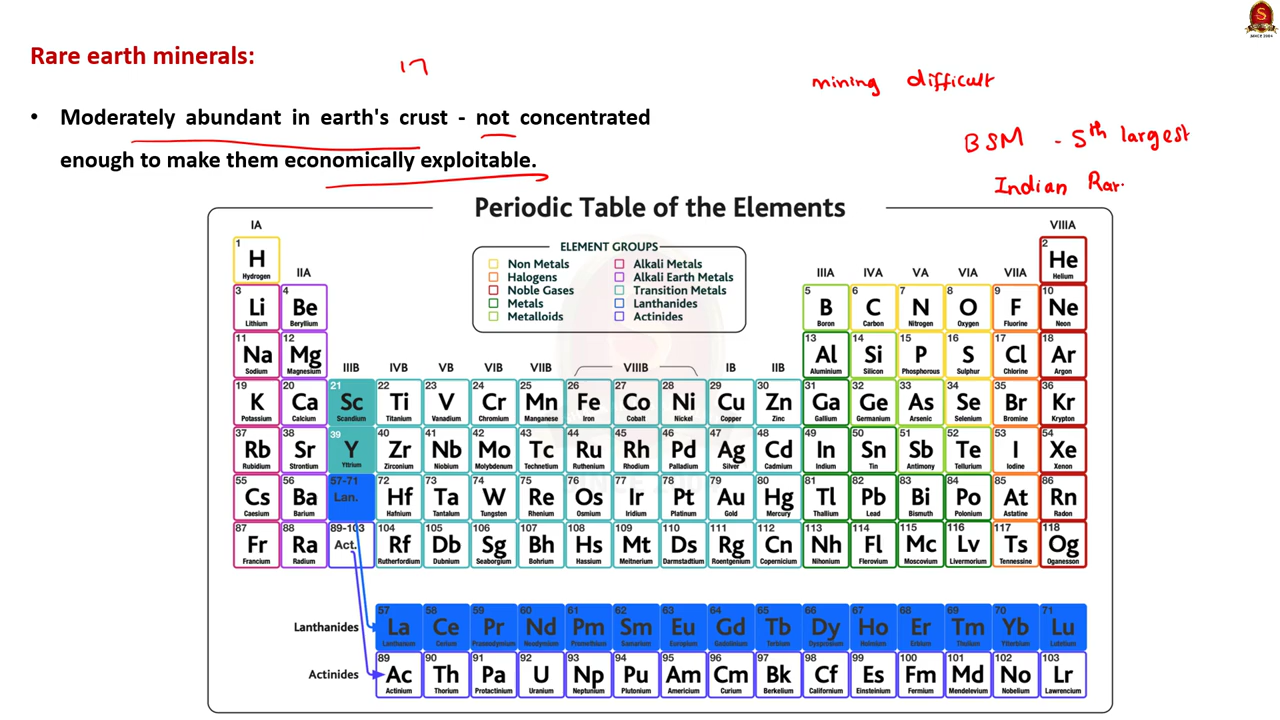 Rare earth minerals:
17
mining difficult
• Moderately abundant in earth's crust - not concentrated
enough to make them economically exploitable.
BSM - 5th largest
Indian Rar
Periodic Table of the Elements
ELEMENT GROUPS
Non Metals Alkali Metals
Halogens Alkali Earth Metals
Noble Gases Transition Metals
Metals Lanthanides
Metalloids Actinides
IA VIIIA
1 2
H He
Hydrogen Helium
IIA IIIA IVA VA VIA VIIA
3 4 5 6 7 8 9 10
Li Be B C N O F Ne
Lithium Beryllium Boron Carbon Nitrogen Oxygen Fluorine Neon
11 12 13 14 15 16 17 18
Na Mg Al Si P S Cl Ar
Sodium Magnesium Aluminium Silicon Phosphorous Sulphur Chlorine Argon
IIIB IVB VB VIB VIIB VIIIB IB IIB
19 20 21 22 23 24 25 26 27 28 29 30 31 32 33 34 35 36
K Ca Sc Ti V Cr Mn Fe Co Ni Cu Zn Ga Ge As Se Br Kr
Potassium Calcium Scandium Titanium Vanadium Chromium Manganese Iron Cobalt Nickel Copper Zinc Gallium Germanium Arsenic Selenium Bromine Krypton
37 38 39 40 41 42 43 44 45 46 47 48 49 50 51 52 53 54
Rb Sr Y Zr Nb Mo Tc Ru Rh Pd Ag Cd In Sn Sb Te I Xe
Rubidium Strontium Yttrium Zirconium Niobium Molybdenum Technetium Ruthenium Rhodium Palladium Silver Cadmium Indium Tin Antimony Tellurium Iodine Xenon
55 56 57-71 72 73 74 75 76 77 78 79 80 81 82 83 84 85 86
Cs Ba Lan. Hf Ta W Re Os Ir Pt Au Hg Tl Pb Bi Po At Rn
Caesium Barium Hafnium Tantalum Tungsten Rhenium Osmium Iridium Platinum Gold Mercury Thallium Lead Bismuth Polonium Astatine Radon
87 88 89-103 104 105 106 107 108 109 110 111 112 113 114 115 116 117 118
Fr Ra Act. Rf Db Sg Bh Hs Mt Ds Rg Cn Nh Fl Mc Lv Ts Og
Francium Radium Rutherfordium Dubnium Seaborgium Bohrium Hassium Meitnerium Darmstadtium Roentgenium Copernicium Nihonium Flerovium Moscovium Livermorium Tennessine Oganesson
57 58 59 60 61 62 63 64 65 66 67 68 69 70 71
Lanthanides La Ce Pr Nd Pm Sm Eu Gd Tb Dy Ho Er Tm Yb Lu
Lanthanum Cerium Praseodymium Neodymium Promethium Samarium Europium Gadolinium Terbium Dysprosium Holmium Erbium Thulium Ytterbium Lutetium
89 90 91 92 93 94 95 96 97 98 99 100 101 102 103
Actinides Ac Th Pa U Np Pu Am Cm Bk Cf Es Fm Md No Lr
Actinium Thorium Protactinium Uranium Neptunium Plutonium Americium Curium Berkelium Californium Einsteinium Fermium Mendelevium Nobelium Lawrencium